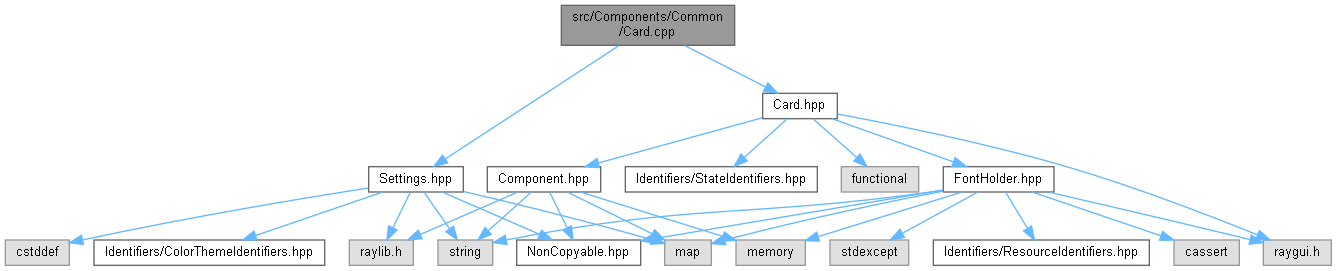 src/Components/Common
/Card.cpp
Card.hpp
Settings.hpp
Component.hpp
Identifiers/StateIdentifiers.hpp
functional
FontHolder.hpp
cstddef
Identifiers/ColorThemeIdentifiers.hpp
raylib.h
string
NonCopyable.hpp
map
memory
stdexcept
Identifiers/ResourceIdentifiers.hpp
cassert
raygui.h